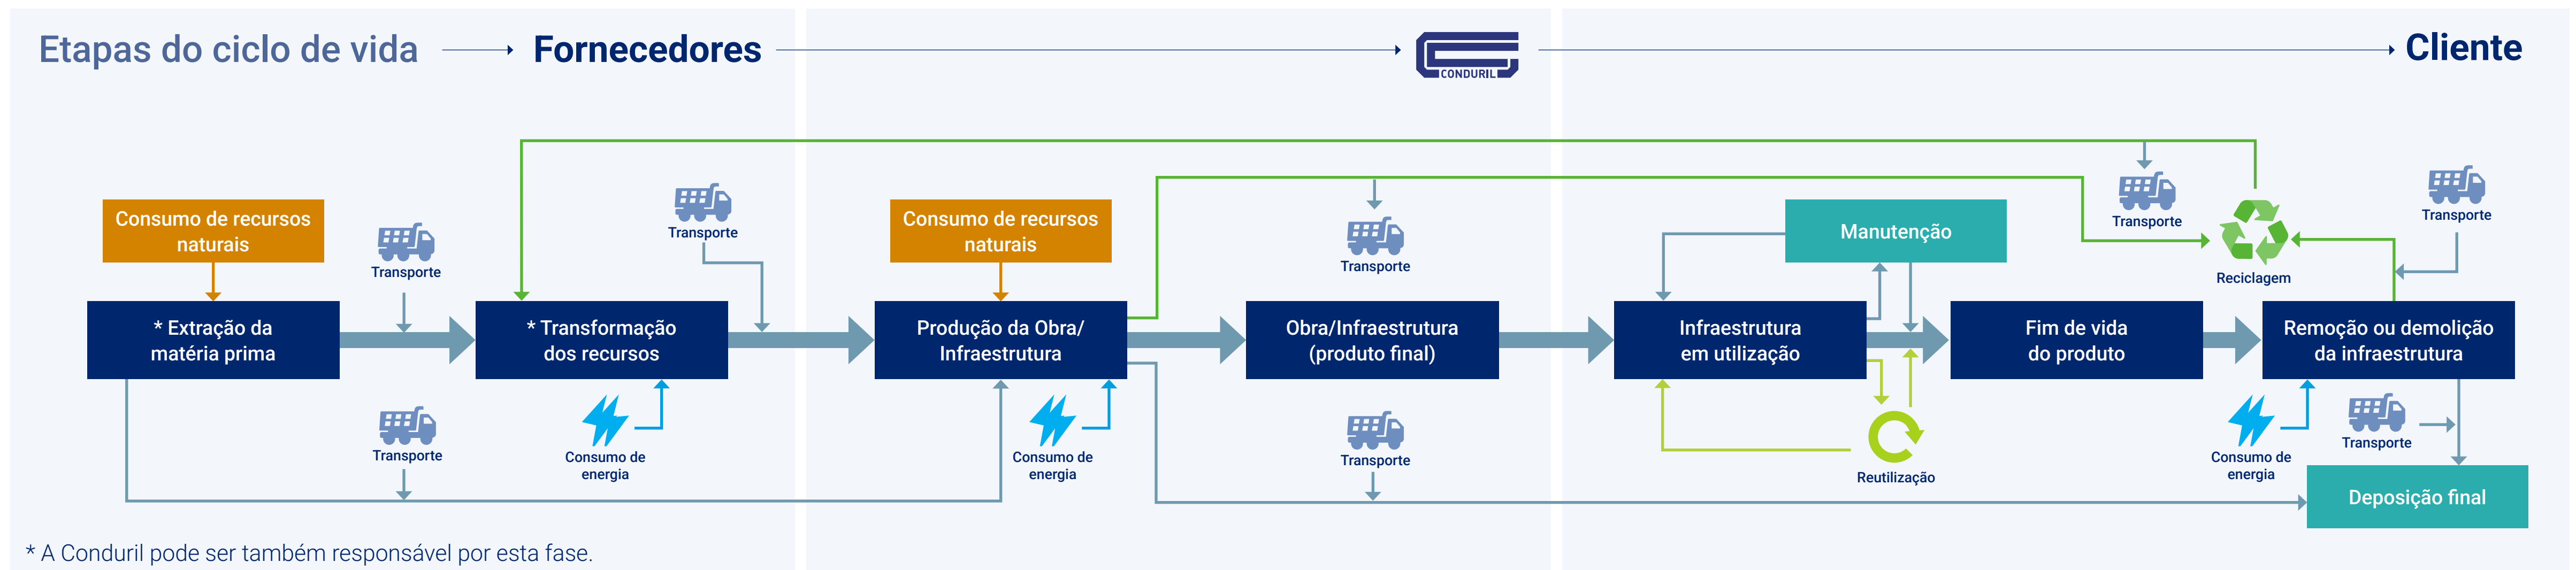 Etapas do ciclo de vida
Fornecedores
CONDURIL
Cliente
Consumo de recursos
naturais
Transporte
Transporte
Consumo de recursos
naturais
Transporte
Manutenção
Transporte
Reciclagem
Transporte
* Extração da
matéria prima
* Transformação
dos recursos
Produção da Obra/
Infraestrutura
Obra/Infraestrutura
(produto final)
Infraestrutura
em utilização
Fim de vida
do produto
Remoção ou demolição
da infraestrutura
Transporte
Consumo de
energia
Consumo de
energia
Transporte
Reutilização
Consumo de
energia
Transporte
Deposição final
* A Conduril pode ser também responsável por esta fase.